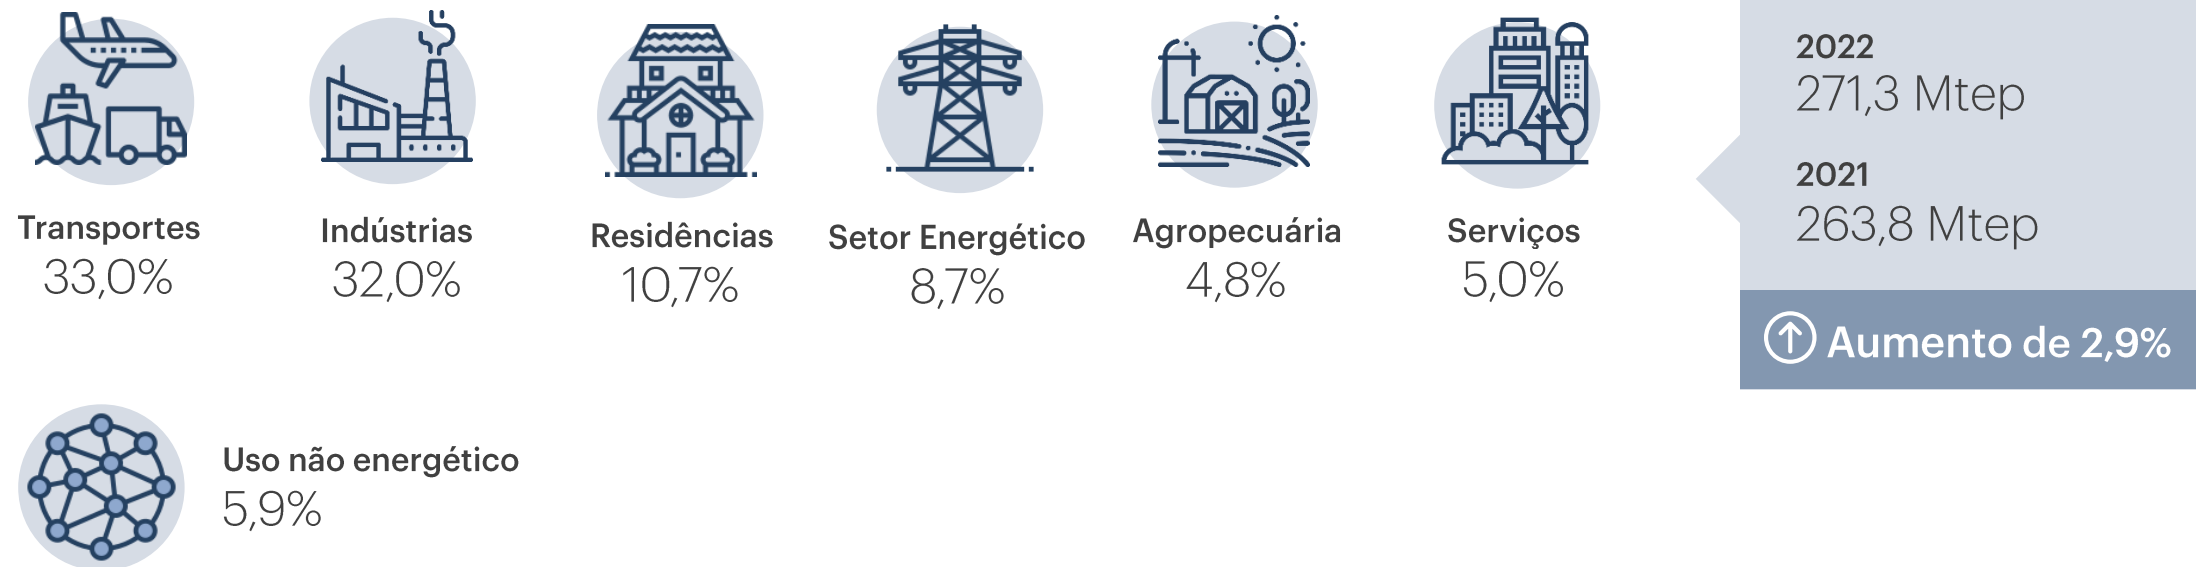 Transportes
33,0%
Indústrias
32,0%
Residências
10,7%
Setor Energético
8,7%
Agropecuária
4,8%
Serviços
5,0%
2022
271,3 Mtep
2021
263,8 Mtep
Aumento de 2,9%
Uso não energético
5,9%